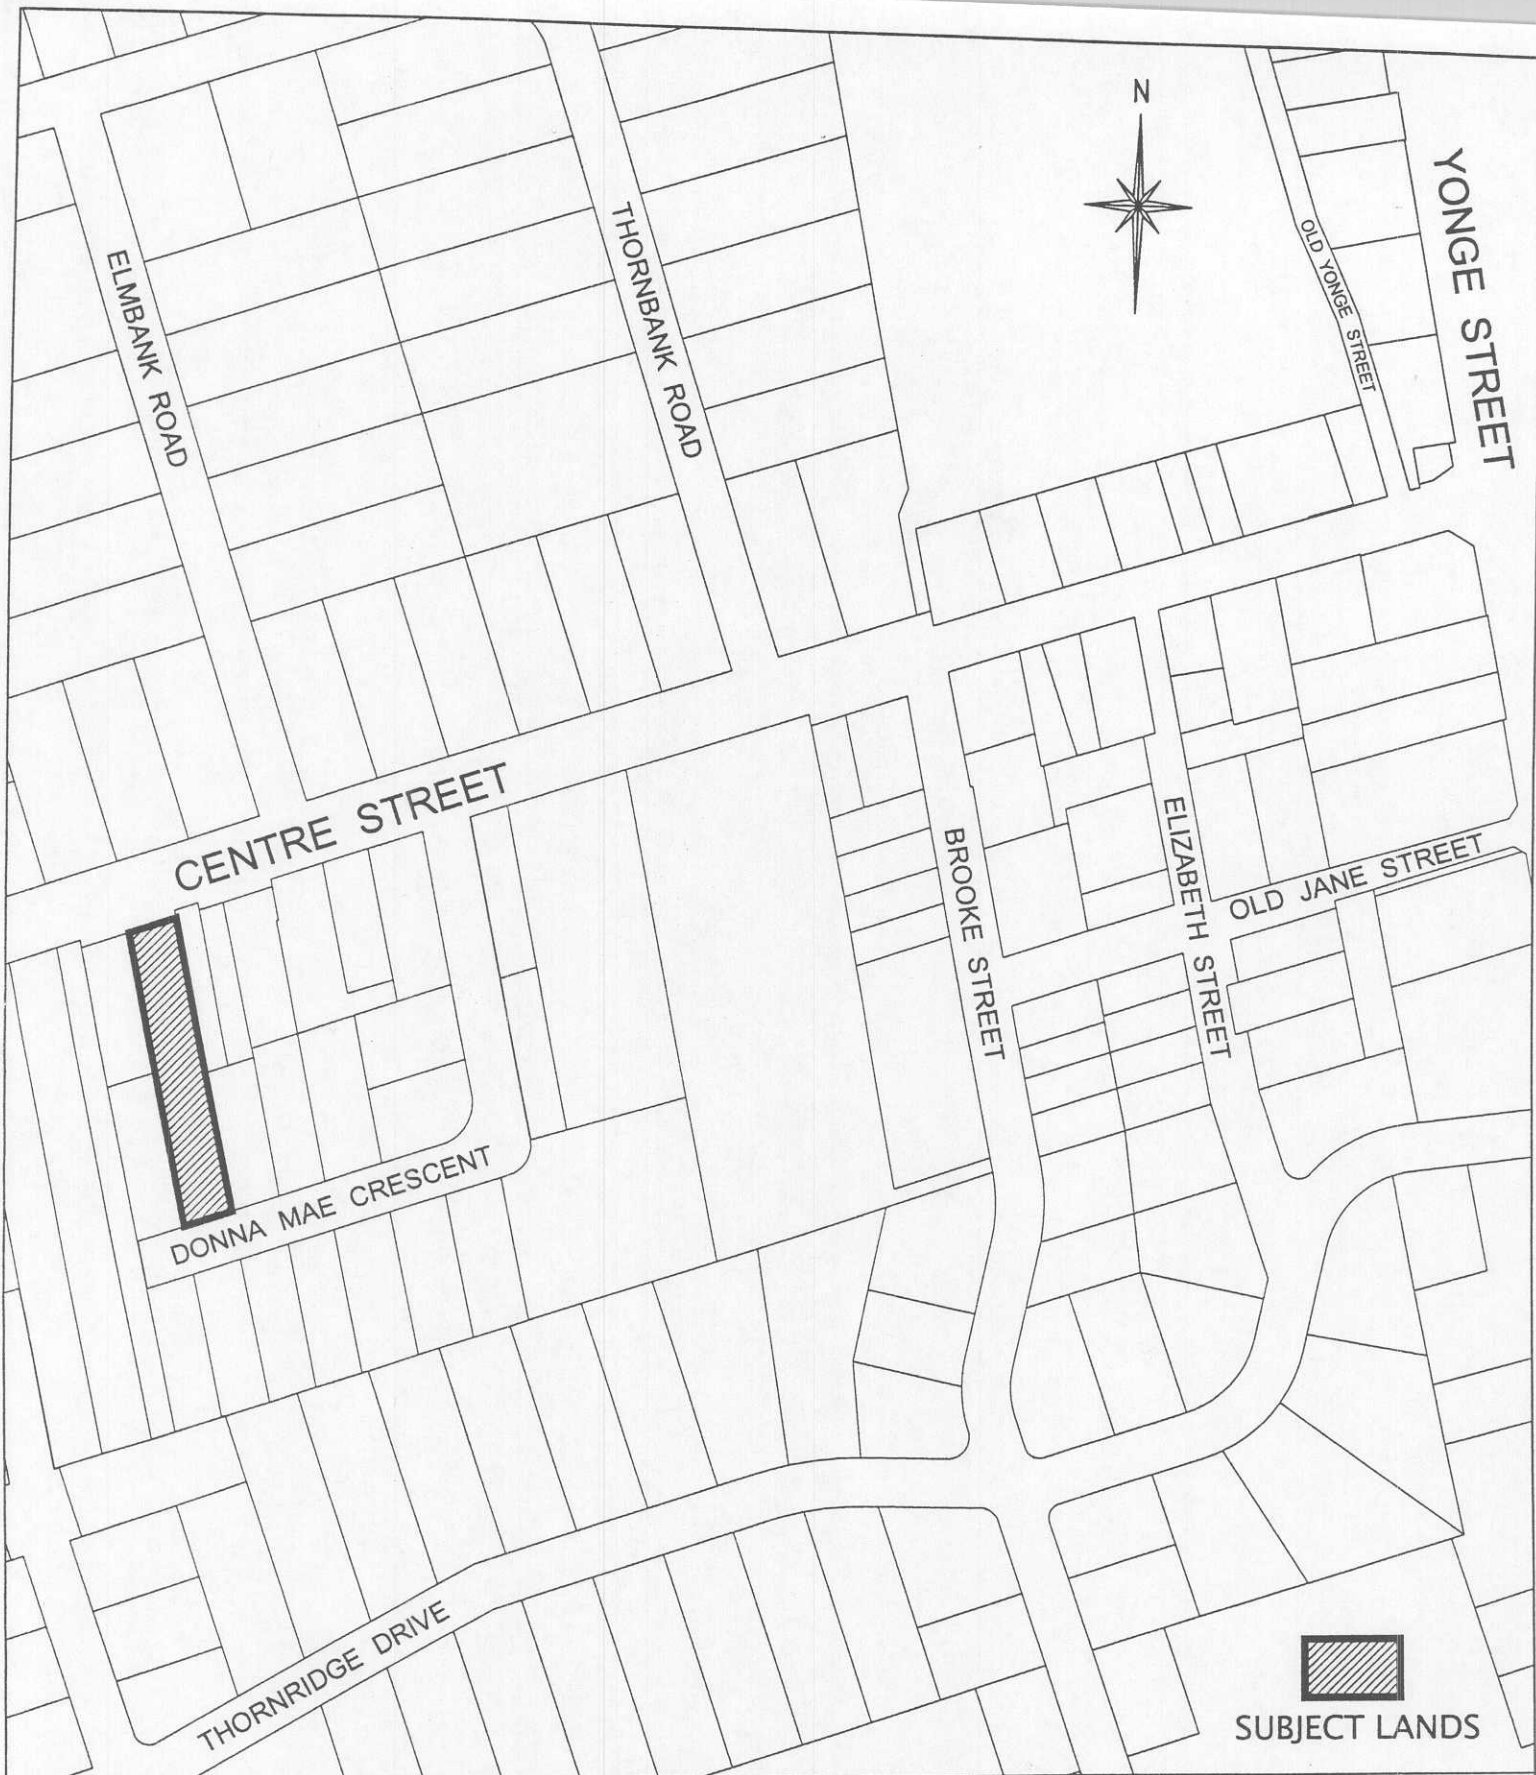 N
YONGE STREET
OLD YONGE STREET
THORNBANK ROAD
ELMBANK ROAD
CENTRE STREET
BROOKE STREET
ELIZABETH STREET
OLD JANE STREET
DONNA MAE CRESCENT
THORNRIDGE DRIVE
SUBJECT LANDS